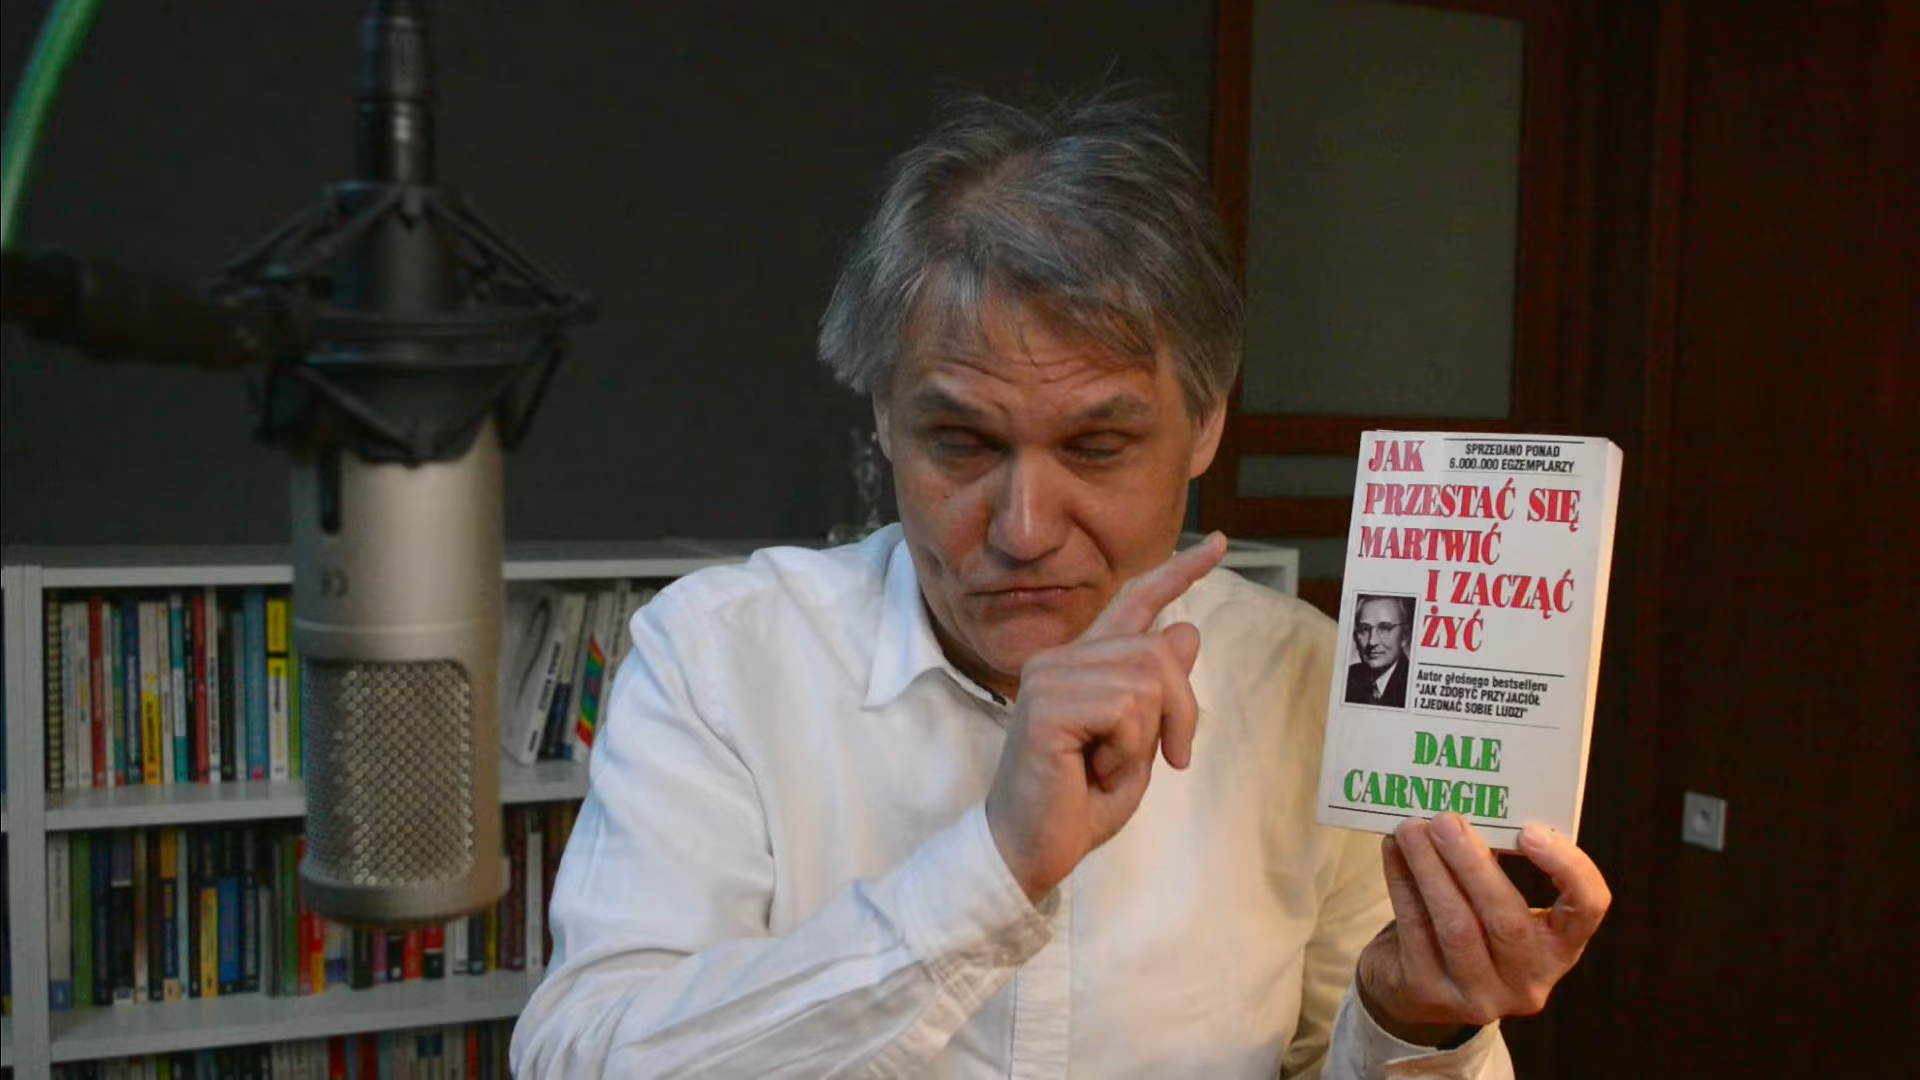 JAK
SPRZEDANO PONAD
6.000.000 EGZEMPLARZY
PRZESTAĆ SIĘ
MARTWIĆ
I ZACZĄĆ
ŻYĆ
Autor głośnego bestselleru
"JAK ZDOBYĆ PRZYJACIÓŁ
I ZJEDNAĆ SOBIE LUDZI"
DALE
CARNEGIE